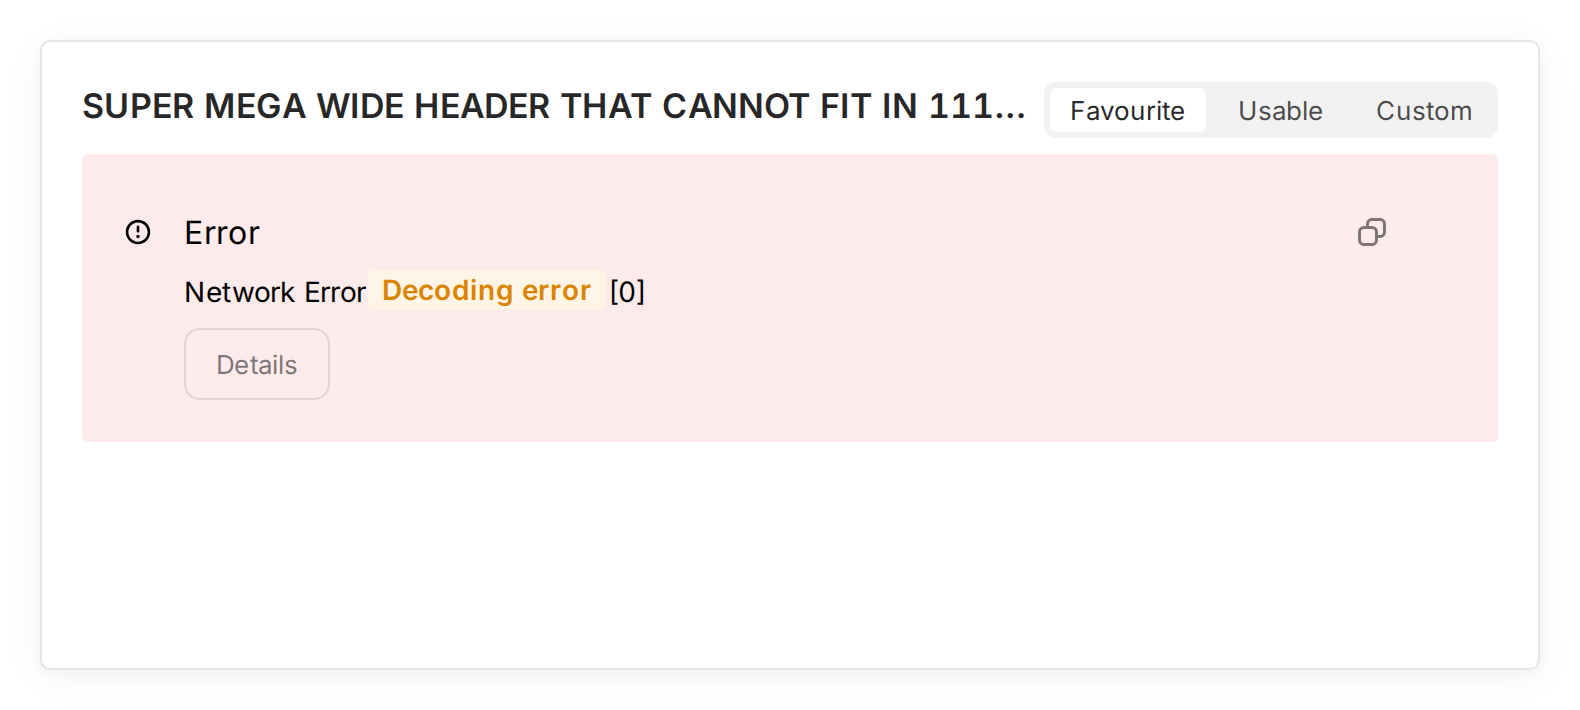 SUPER MEGA WIDE HEADER THAT CANNOT FIT IN 111... Favourite Usable Custom
Error
Network Error Decoding error [0]
Details